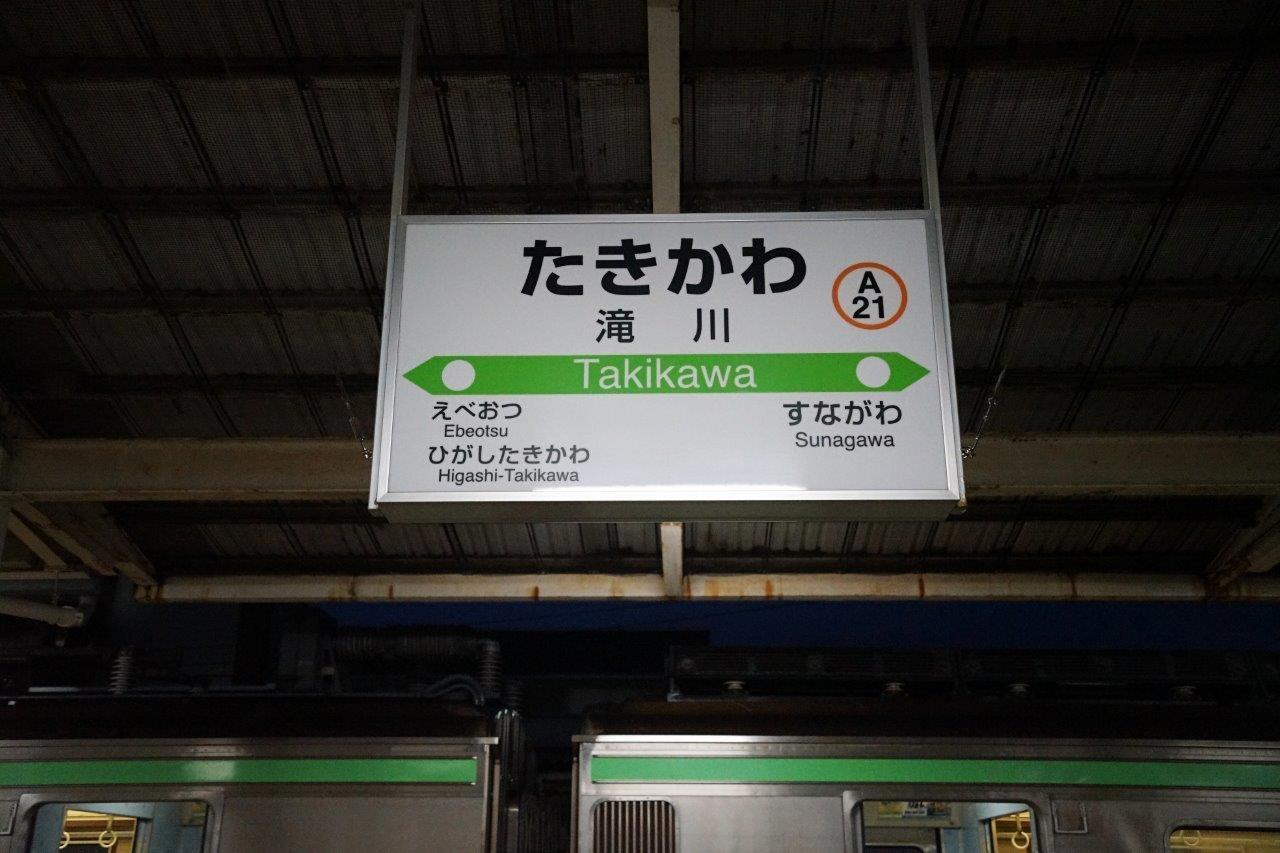 たきかわ
滝川
A
21
Takikawa
えべおつ
Ebeotsu
ひがしたきかわ
Higashi-Takikawa
すながわ
Sunagawa